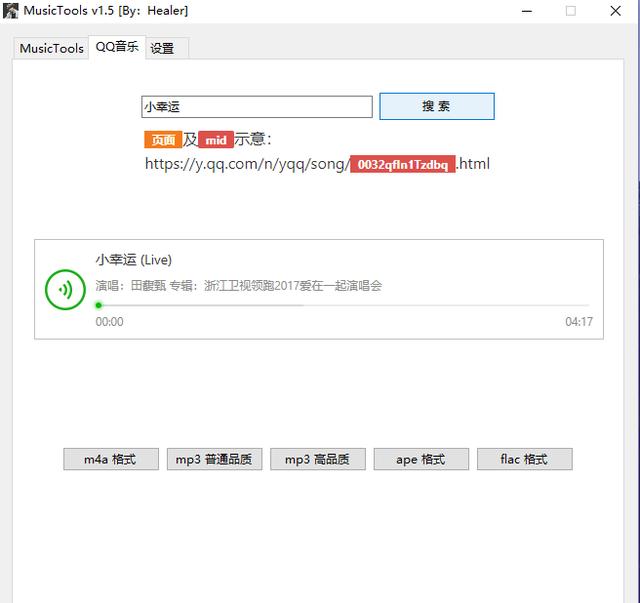 MusicTools v1.5 [By：Healer]
MusicTools QQ音乐 设置
小幸运 搜 索
页面 及 mid 示意：
https://y.qq.com/n/yqq/song/ 0032qfln1Tzdbq .html
小幸运 (Live)
演唱：田馥甄 专辑：浙江卫视领跑2017爱在一起演唱会
00:00 04:17
m4a 格式 mp3 普通品质 mp3 高品质 ape 格式 flac 格式